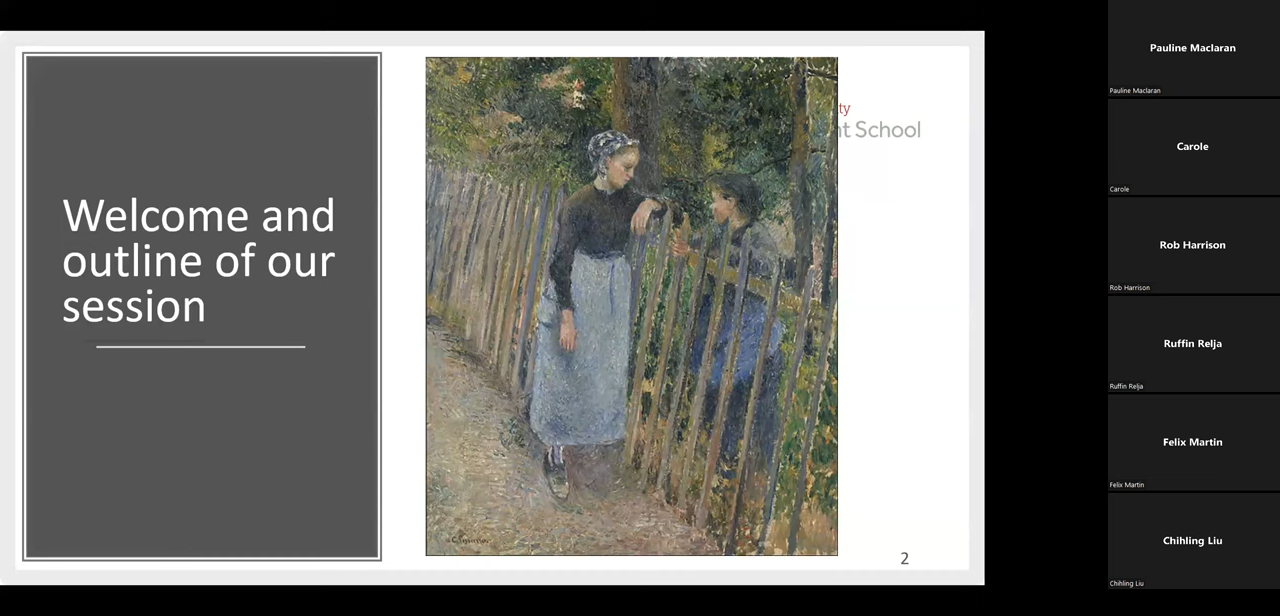 Welcome and
outline of our
session
ty
nt School
2
Pauline Maclaran
Pauline Maclaran
Carole
Carole
Rob Harrison
Rob Harrison
Ruffin Relja
Ruffin Relja
Felix Martin
Felix Martin
Chihling Liu
Chihling Liu